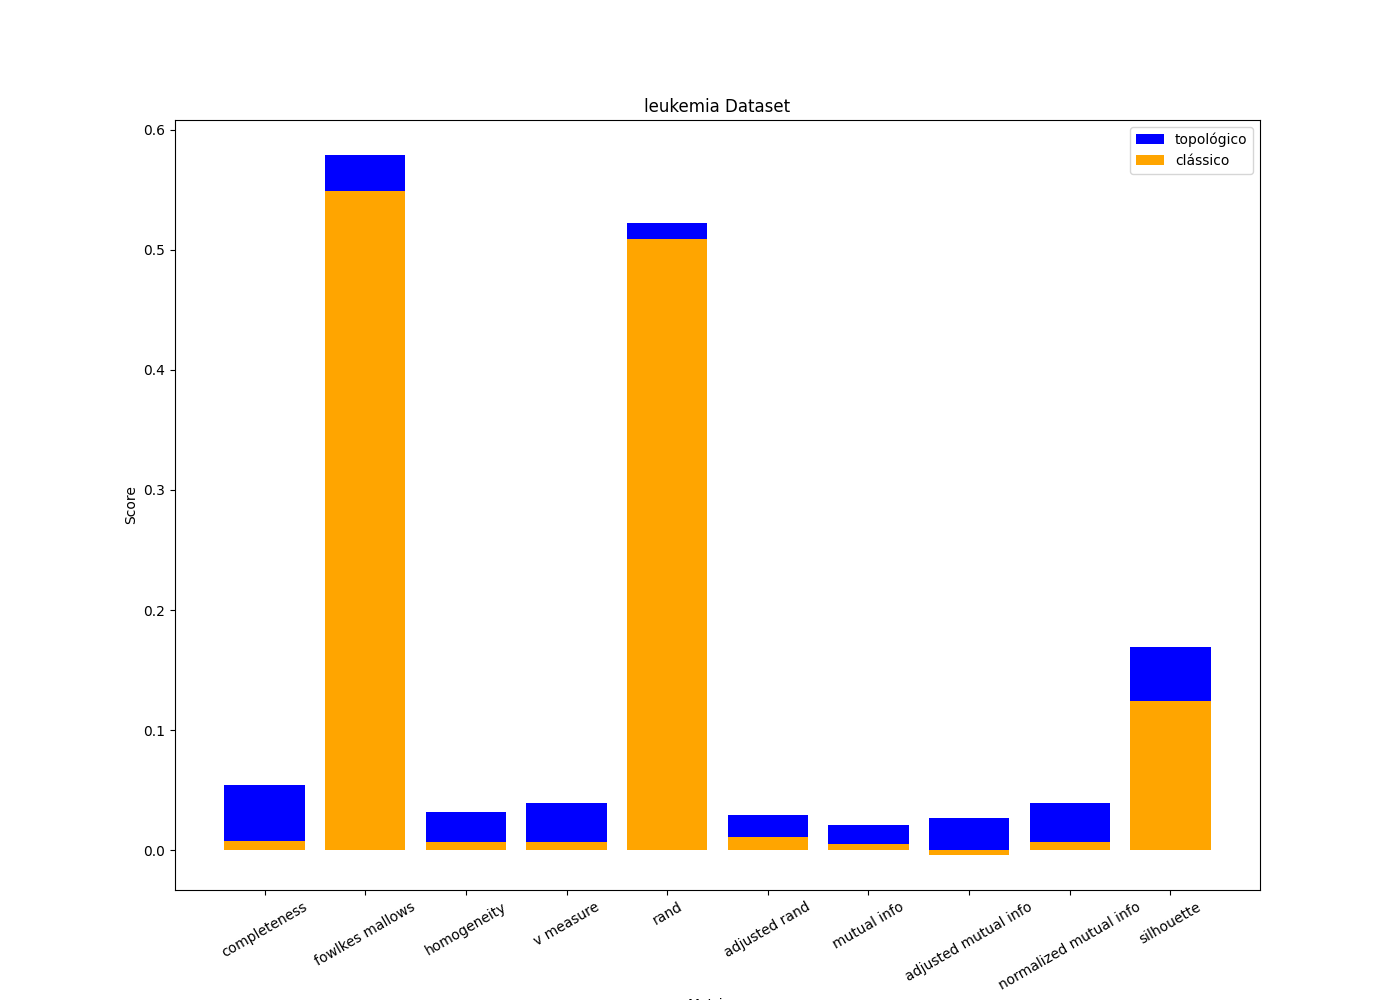 leukemia Dataset
topológico
clássico
Score
0.6
0.5
0.4
0.3
0.2
0.1
0.0
completeness
fowlkes mallows
homogeneity
v measure
rand
adjusted rand
mutual info
adjusted mutual info
normalized mutual info
silhouette